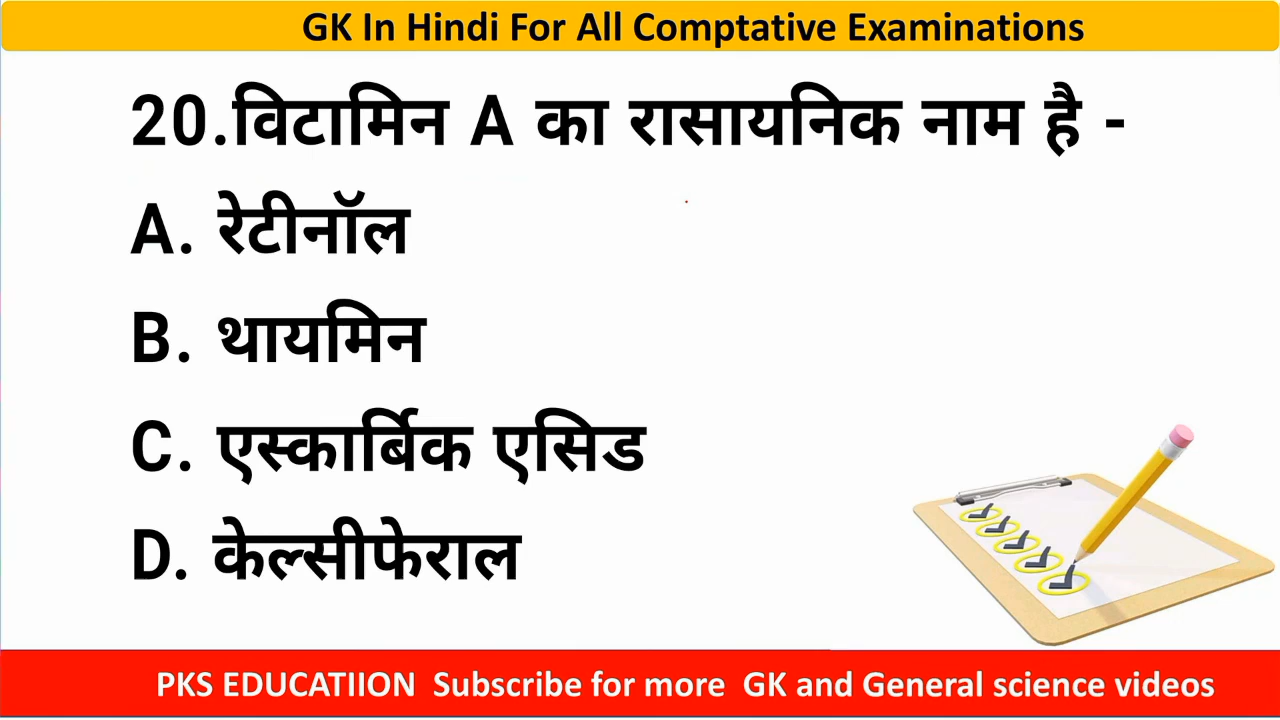 GK In Hindi For All Comptative Examinations
20.विटामिन A का रासायनिक नाम है -
A. रेटीनॉल
B. थायमिन
C. एस्कार्बिक एसिड
D. केल्सीफेराल
PKS EDUCATIION Subscribe for more GK and General science videos